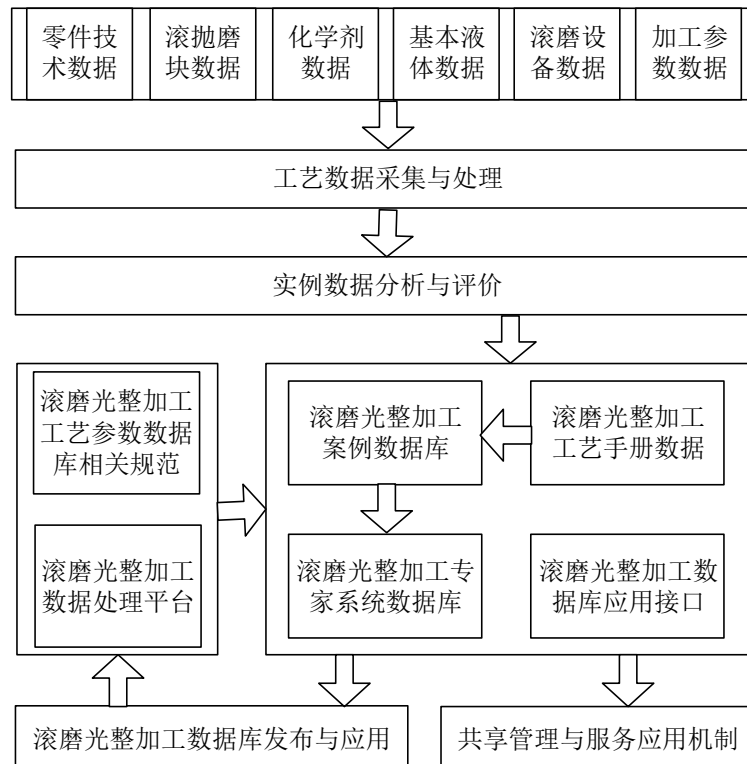 零件技
术数据
滚抛磨
块数据
化学剂
数据
基本液
体数据
滚磨设
备数据
加工参
数数据
工艺数据采集与处理
实例数据分析与评价
滚磨光整加工
工艺参数数据
库相关规范
滚磨光整加工
数据处理平台
滚磨光整加工
案例数据库
滚磨光整加工
工艺手册数据
滚磨光整加工专
家系统数据库
滚磨光整加工数
据库应用接口
滚磨光整加工数据库发布与应用
共享管理与服务应用机制